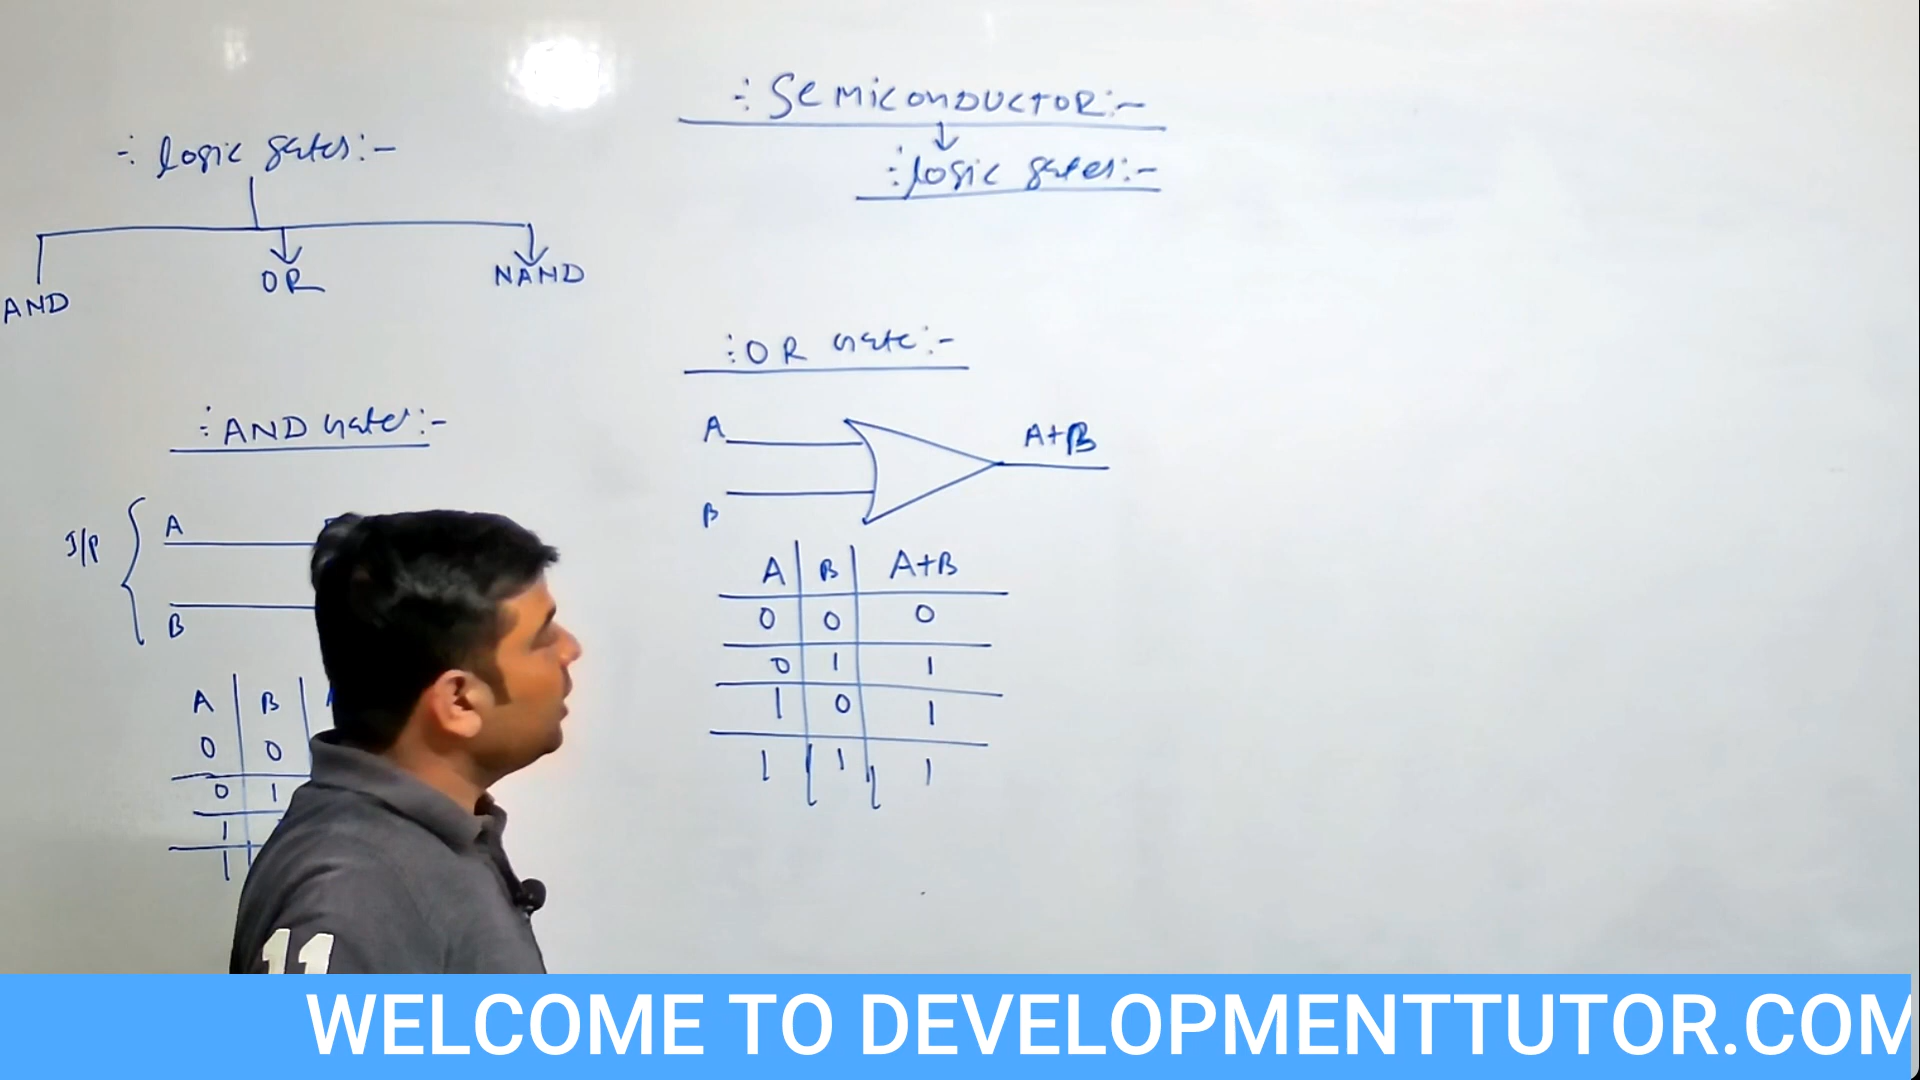 :- SEMICONDUCTOR:-
:logic gates:-
-: logic gates:-
AND OR NAND
:AND Gate:-
I/P
A
B
A B
0 0
0 1
1
1
:OR Gate:-
A
B
A+B
A B A+B
0 0 0
0 1 1
1 0 1
1 1 1
11
WELCOME TO DEVELOPMENTTUTOR.COM